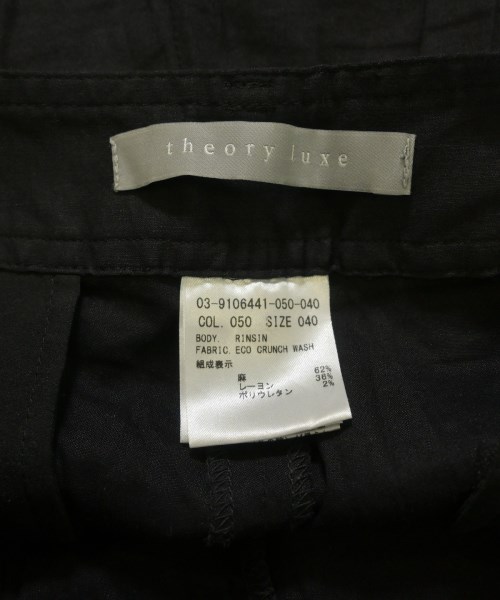 theory luxe
03-9106441-050-040
COL. 050 SIZE 040
BODY. RINSIN
FABRIC. ECO CRUNCH WASH
組成表示
麻 62%
レーヨン 36%
ポリウレタン 2%